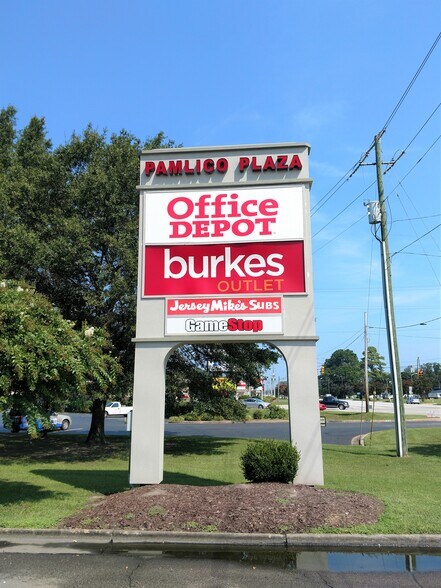 PAMLICO PLAZA
Office
DEPOT
burkes
OUTLET
JERSEY MIKE'S SUBS
GameStop